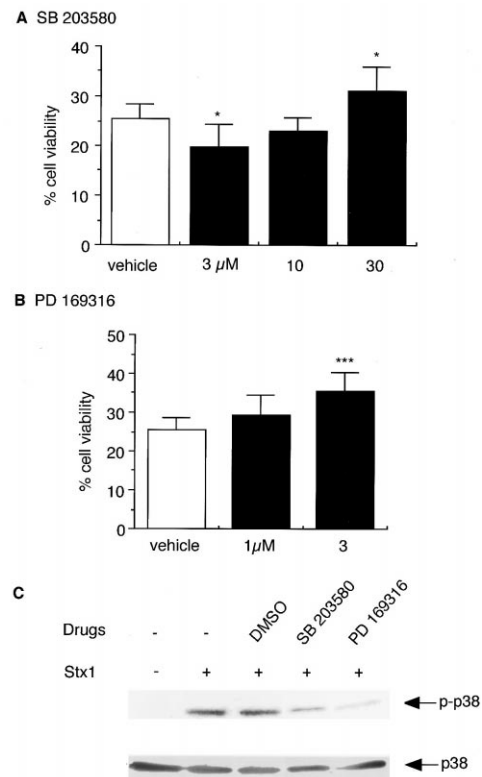 A SB 203580
40
30
20
10
0
% cell viability
*
*
vehicle 3 µM 10 30
B PD 169316
50
40
30
20
10
0
% cell viability
***
vehicle 1µM 3
C
Drugs - - DMSO SB 203580 PD 169316
Stx1 - + + + +
p-p38
p38